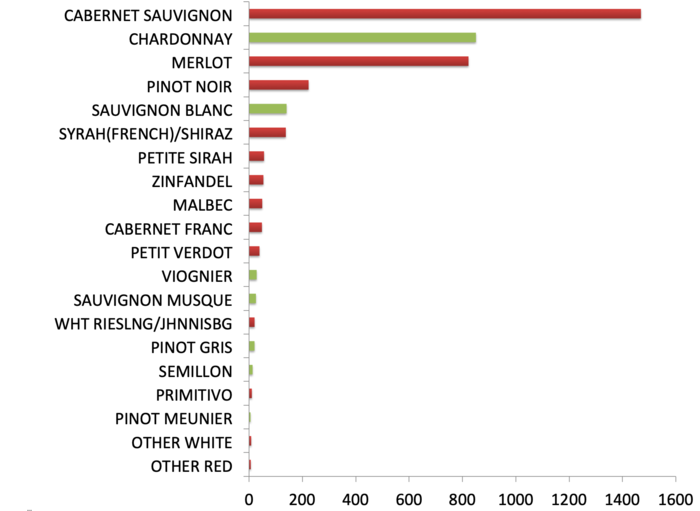 CABERNET SAUVIGNON
CHARDONNAY
MERLOT
PINOT NOIR
SAUVIGNON BLANC
SYRAH(FRENCH)/SHIRAZ
PETITE SIRAH
ZINFANDEL
MALBEC
CABERNET FRANC
PETIT VERDOT
VIOGNIER
SAUVIGNON MUSQUE
WHT RIESLNG/JHNNISBG
PINOT GRIS
SEMILLON
PRIMITIVO
PINOT MEUNIER
OTHER WHITE
OTHER RED
0 200 400 600 800 1000 1200 1400 1600